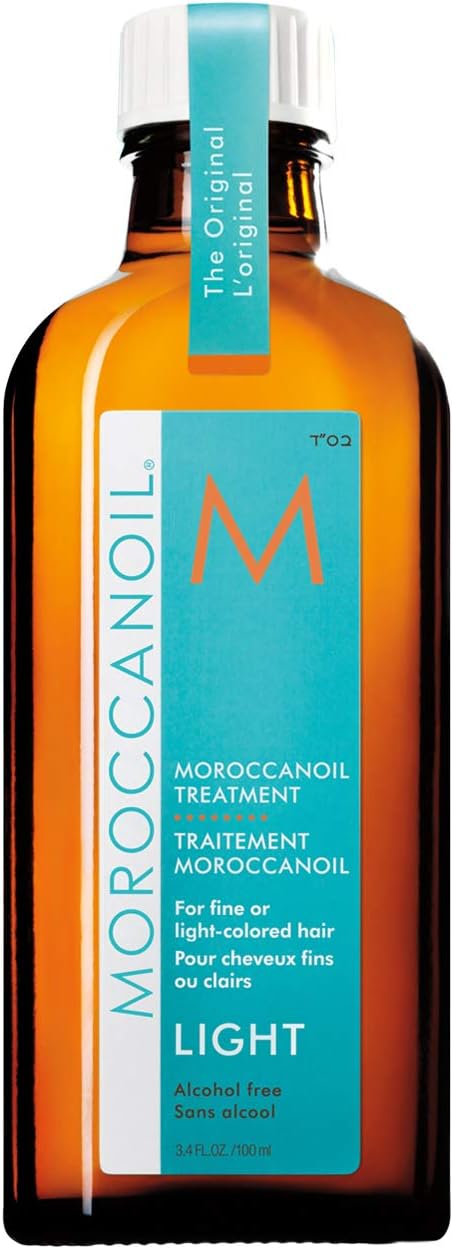 The Original
L'original
בס"ד
MOROCCANOIL®
M
MOROCCANOIL
TREATMENT
TRAITEMENT
MOROCCANOIL
For fine or
light-colored hair
Pour cheveux fins
ou clairs
LIGHT
Alcohol free
Sans alcool
3.4 FL.OZ./100 ml